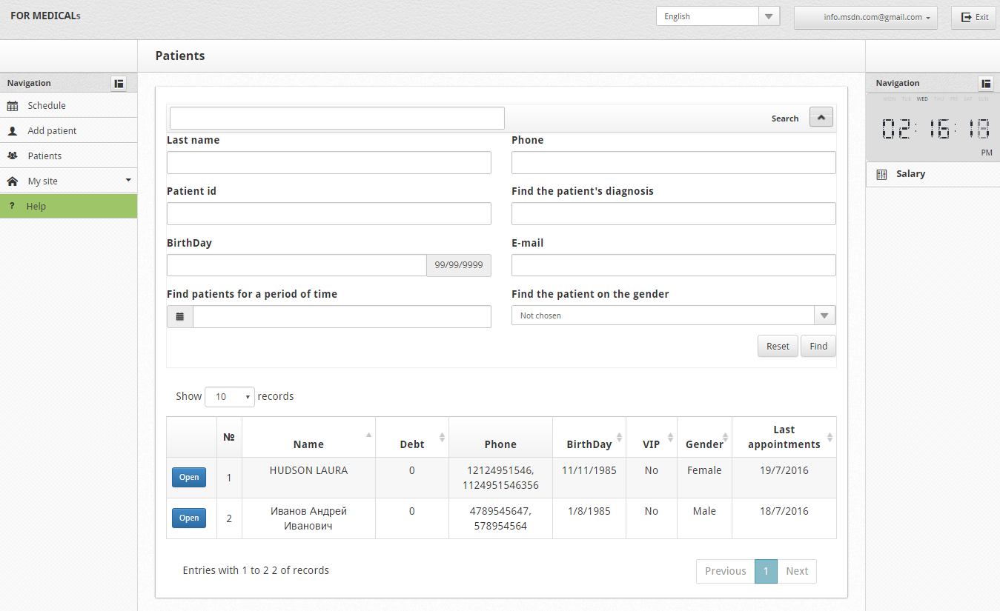 FOR MEDICALs
English
info.msdn.com@gmail.com
Exit
Patients
Navigation
Schedule
Add patient
Patients
My site
? Help
Search
Last name
Phone
Patient id
Find the patient's diagnosis
BirthDay
E-mail
99/99/9999
Find patients for a period of time
Find the patient on the gender
Not chosen
Reset Find
Show 10 records
№ Name Debt Phone BirthDay VIP Gender Last appointments
Open 1 HUDSON LAURA 0 12124951546, 1124951546356 11/11/1985 No Female 19/7/2016
Open 2 Иванов Андрей Иванович 0 4789545647, 578954564 1/8/1985 No Male 18/7/2016
Entries with 1 to 2 2 of records
Previous 1 Next
Navigation
MON TUE WED THU FRI SAT SUN
PM
Salary